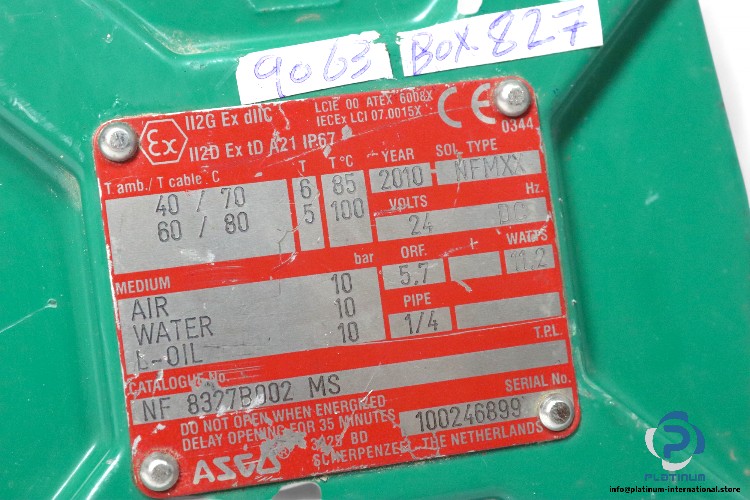 9063
BOX 827
Ex
II2G Ex dIIC
II2D Ex tD A21 IP67
LCIE 00 ATEX 6008X
IECEx LCI 07.0015X
CE
0344
T.amb./ T cable. C
T
T°C
YEAR
SOL. TYPE
40 / 70
6
85
2010
NFMXX
60 / 80
5
100
VOLTS
Hz.
24
DC
MEDIUM
bar
ORF.
WATTS
AIR
10
5,7
11,2
WATER
10
PIPE
L-OIL
10
1/4
T.P.L.
CATALOGUE No.
NF 8327B002 MS
SERIAL No.
DO NOT OPEN WHEN ENERGIZED
DELAY OPENING FOR 35 MINUTES
100246899
ASCO
3925 BD
SCHERPENZEEL THE NETHERLANDS
PLATINUM
info@platinum-international.store